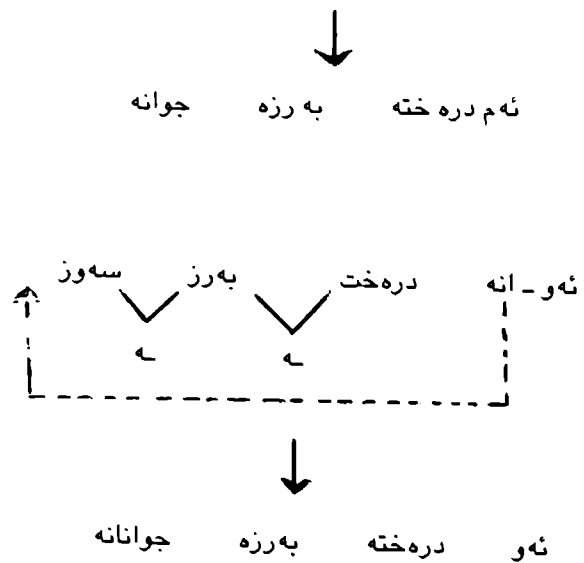 ئەم درەختە بەرزە جوانە
ئەو ـ انە درەخت بەرز سەوز
ـە ـە
ئەو درەختە بەرزە جوانانە